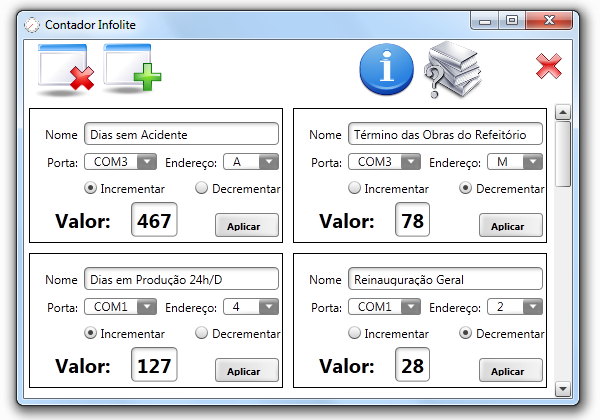 Contador Infolite
Nome Dias sem Acidente
Porta: COM3 Endereço: A
Incrementar Decrementar
Valor: 467 Aplicar
Nome Término das Obras do Refeitório
Porta: COM3 Endereço: M
Incrementar Decrementar
Valor: 78 Aplicar
Nome Dias em Produção 24h/D
Porta: COM1 Endereço: 4
Incrementar Decrementar
Valor: 127 Aplicar
Nome Reinauguração Geral
Porta: COM1 Endereço: 2
Incrementar Decrementar
Valor: 28 Aplicar